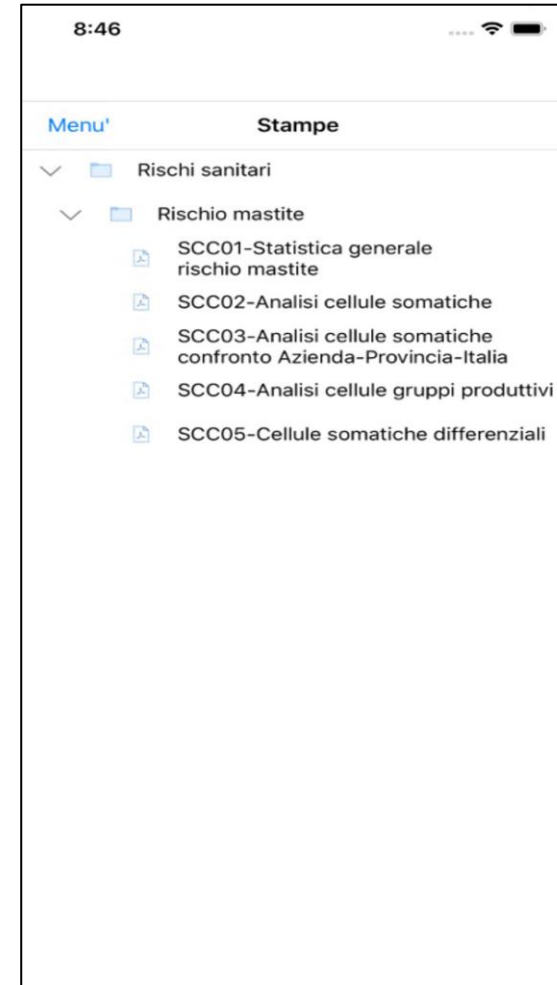 8:46
Menu'
Stampe
Rischi sanitari
Rischio mastite
SCC01-Statistica generale
rischio mastite
SCC02-Analisi cellule somatiche
SCC03-Analisi cellule somatiche
confronto Azienda-Provincia-Italia
SCC04-Analisi cellule gruppi produttivi
SCC05-Cellule somatiche differenziali